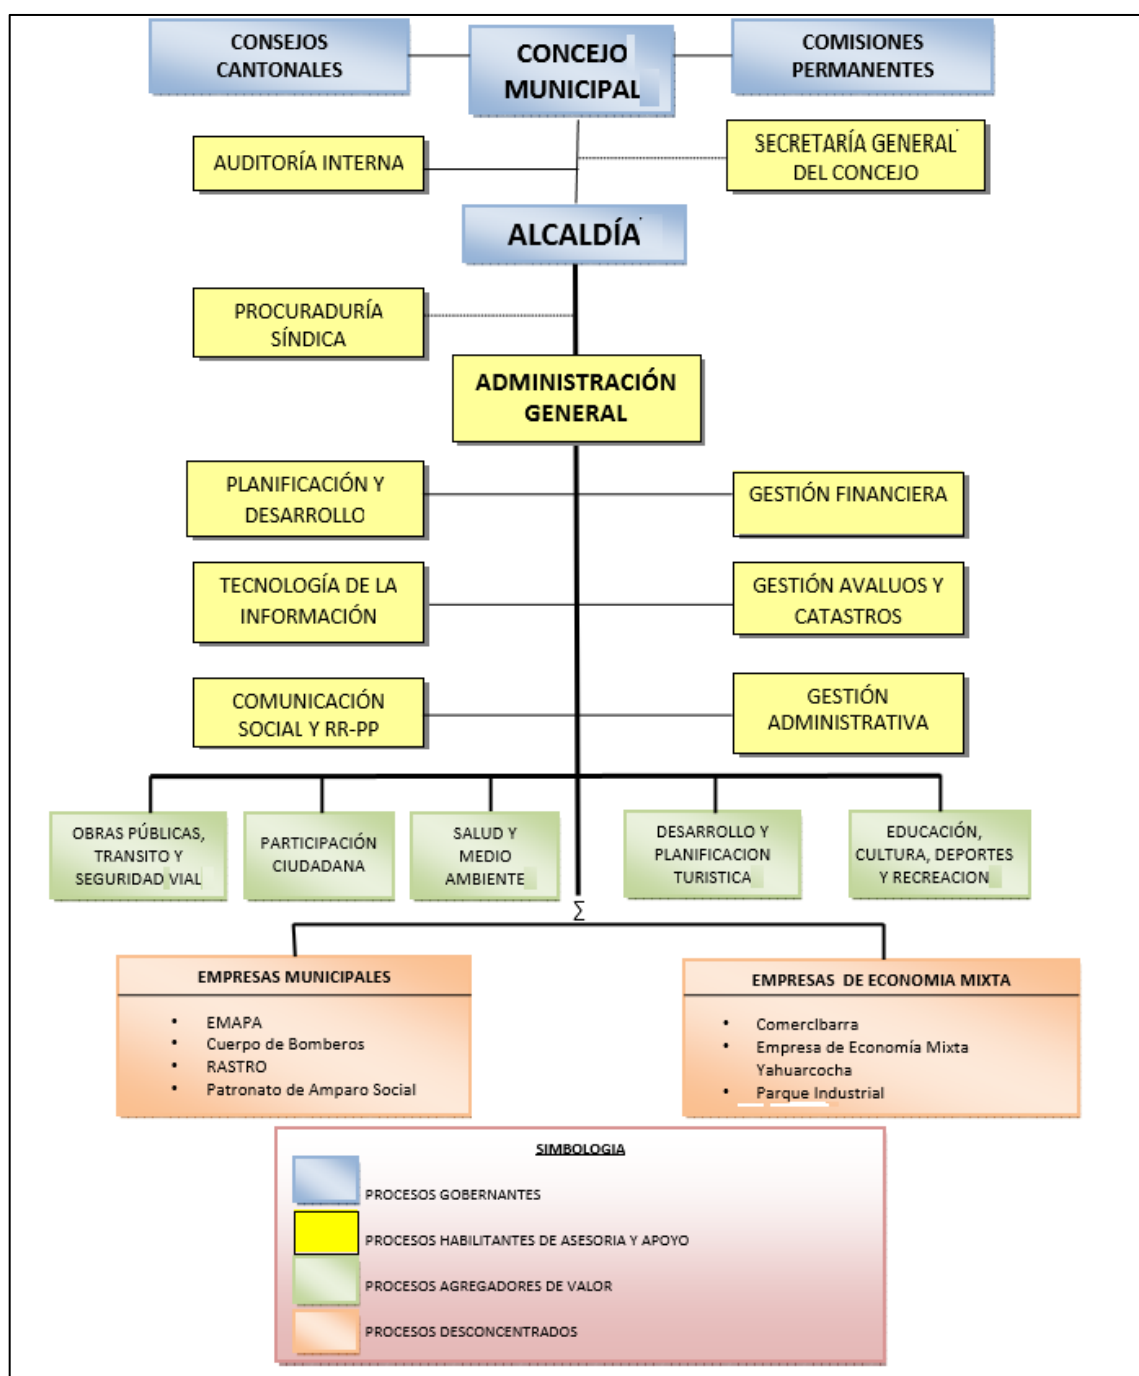 CONSEJOS
CANTONALES
CONCEJO
MUNICIPAL
COMISIONES
PERMANENTES
AUDITORÍA INTERNA
SECRETARÍA GENERAL
DEL CONCEJO
ALCALDÍA
PROCURADURÍA
SÍNDICA
ADMINISTRACIÓN
GENERAL
PLANIFICACIÓN Y
DESARROLLO
GESTIÓN FINANCIERA
TECNOLOGÍA DE LA
INFORMACIÓN
GESTIÓN AVALUOS Y
CATASTROS
COMUNICACIÓN
SOCIAL Y RR-PP
GESTIÓN
ADMINISTRATIVA
OBRAS PÚBLICAS,
TRANSITO Y
SEGURIDAD VIAL
PARTICIPACIÓN
CIUDADANA
SALUD Y
MEDIO
AMBIENTE
DESARROLLO Y
PLANIFICACION
TURISTICA
EDUCACIÓN,
CULTURA, DEPORTES
Y RECREACION
∑
EMPRESAS MUNICIPALES
• EMAPA
• Cuerpo de Bomberos
• RASTRO
• Patronato de Amparo Social
EMPRESAS DE ECONOMIA MIXTA
• ComercIbarra
• Empresa de Economía Mixta
Yahuarcocha
• Parque Industrial
SIMBOLOGIA
PROCESOS GOBERNANTES
PROCESOS HABILITANTES DE ASESORIA Y APOYO
PROCESOS AGREGADORES DE VALOR
PROCESOS DESCONCENTRADOS